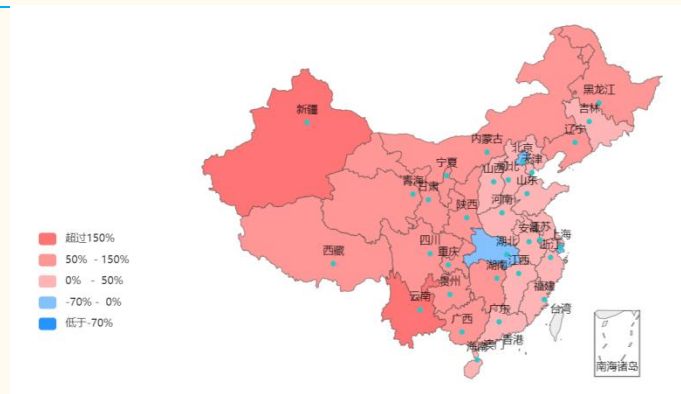 黑龙江
吉林
新疆
辽宁
内蒙古
北京
天津
宁夏
山西
河北
青海
甘肃
山东
陕西
河南
超过150%
安徽
江苏
上海
四川
湖北
浙江
50% - 150%
西藏
重庆
湖南
江西
0% - 50%
贵州
福建
云南
-70% - 0%
台湾
广西
广东
低于-70%
香港
海南
澳门
南海诸岛